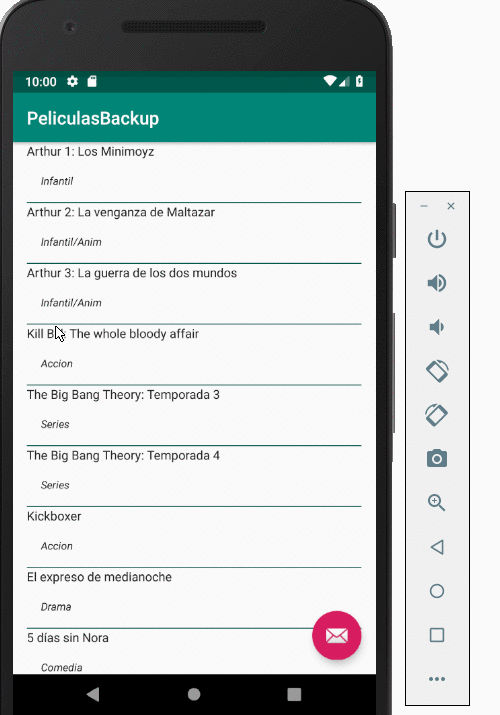 10:00
PeliculasBackup
Arthur 1: Los Minimoyz
Infantil
Arthur 2: La venganza de Maltazar
Infantil/Anim
Arthur 3: La guerra de los dos mundos
Infantil/Anim
Kill The whole bloody affair
Accion
The Big Bang Theory: Temporada 3
Series
The Big Bang Theory: Temporada 4
Series
Kickboxer
Accion
El expreso de medianoche
Drama
5 días sin Nora
Comedia